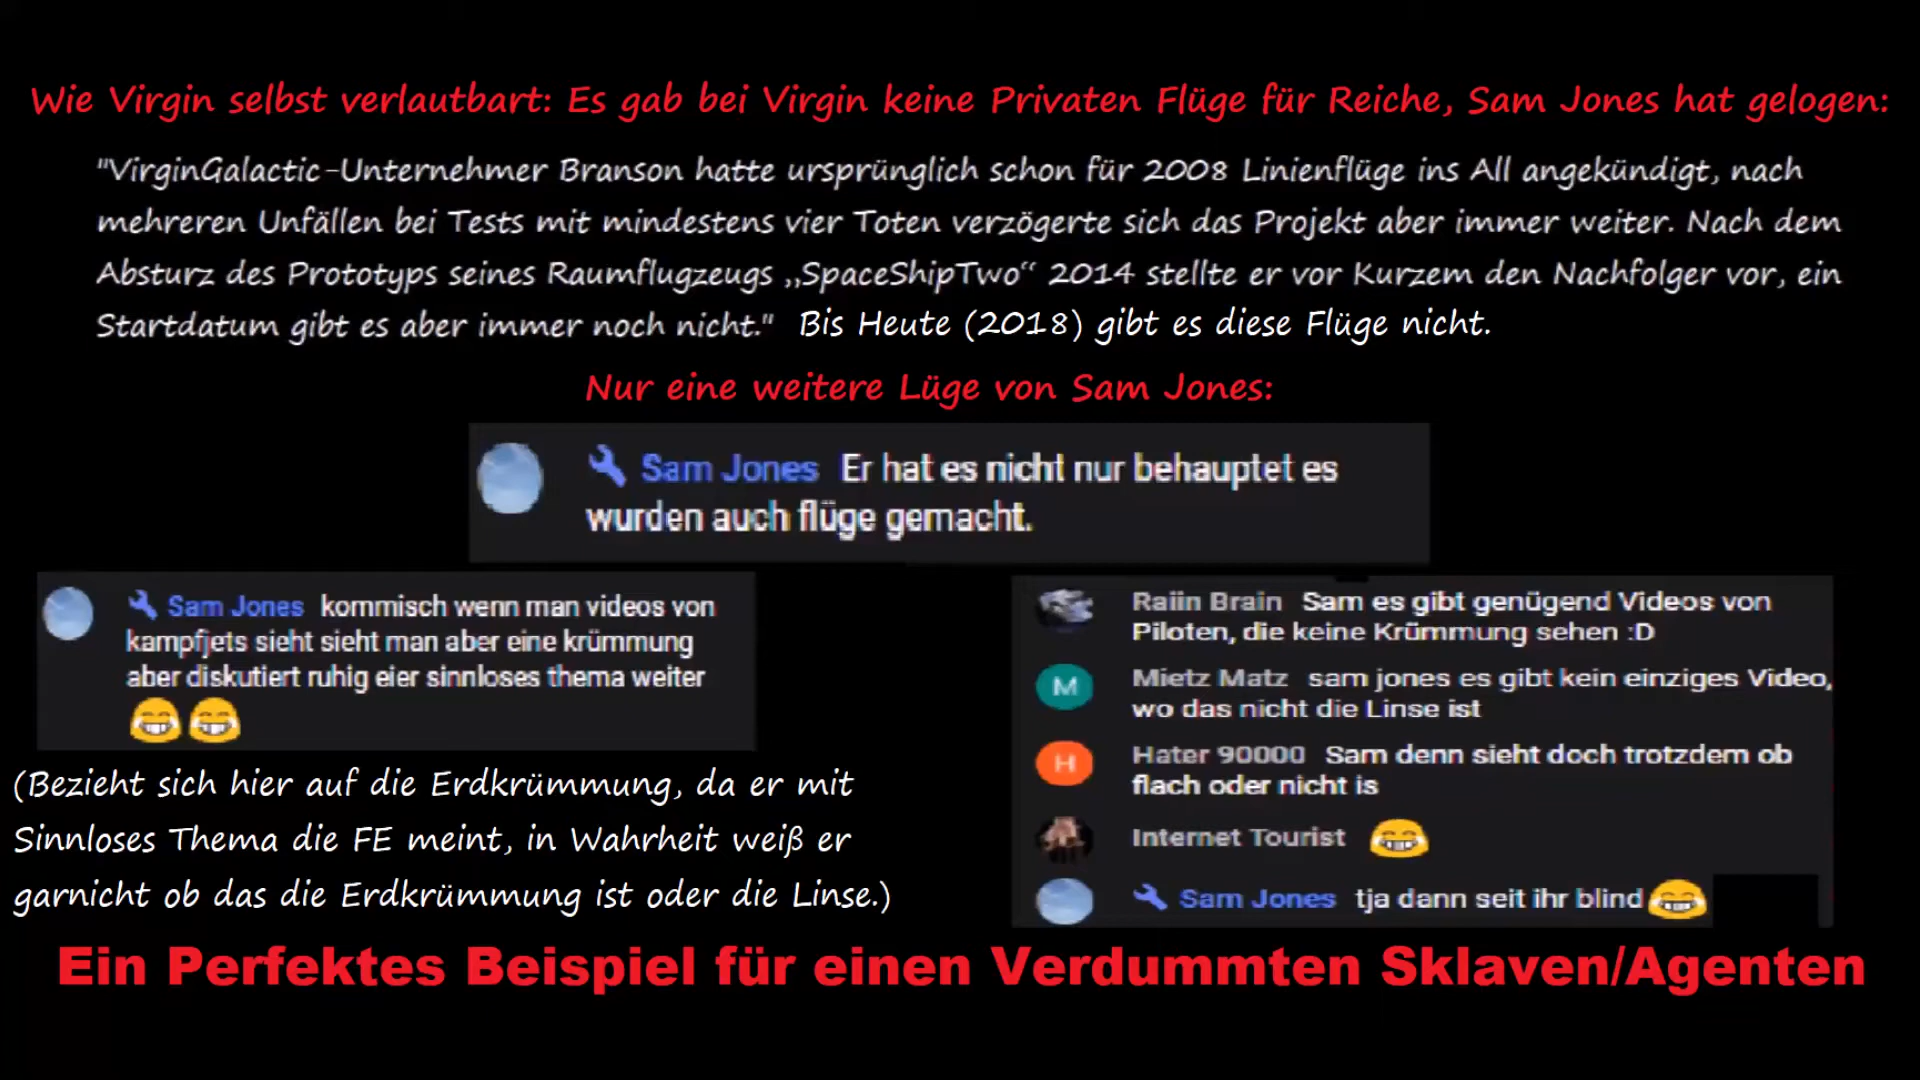 Wie Virgin selbst verlautbart: Es gab bei Virgin keine Privaten Flüge für Reiche, Sam Jones hat gelogen:
"VirginGalactic-Unternehmer Branson hatte ursprünglich schon für 2008 Linienflüge ins All angekündigt, nach
mehreren Unfällen bei Tests mit mindestens vier Toten verzögerte sich das Projekt aber immer weiter. Nach dem
Absturz des Prototyps seines Raumflugzeugs „SpaceShipTwo“ 2014 stellte er vor Kurzem den Nachfolger vor, ein
Startdatum gibt es aber immer noch nicht." Bis Heute (2018) gibt es diese Flüge nicht.
Nur eine weitere Lüge von Sam Jones:
Sam Jones Er hat es nicht nur behauptet es
wurden auch flüge gemacht.
Sam Jones kommisch wenn man videos von
kampfjets sieht sieht man aber eine krümmung
aber diskutiert ruhig eier sinnloses thema weiter
😂😂
(Bezieht sich hier auf die Erdkrümmung, da er mit
Sinnloses Thema die FE meint, in Wahrheit weiß er
garnicht ob das die Erdkrümmung ist oder die Linse.)
Raiin Brain Sam es gibt genügend Videos von
Piloten, die keine Krümmung sehen :D
M Mietz Matz sam jones es gibt kein einziges Video,
wo das nicht die Linse ist
H Hater 90000 Sam denn sieht doch trotzdem ob
flach oder nicht is
Internet Tourist 😂
Sam Jones tja dann seit ihr blind😂
Ein Perfektes Beispiel für einen Verdummten Sklaven/Agenten